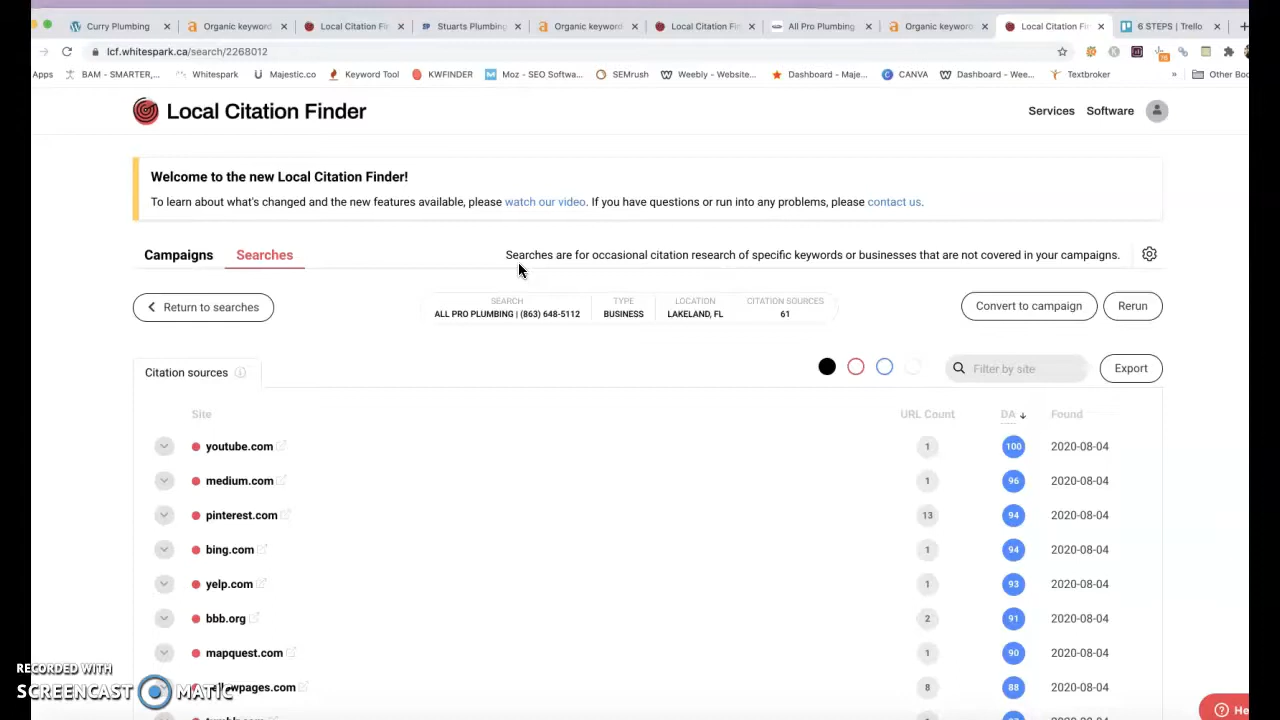 Curry Plumbing
Organic keyword
Local Citation Fin
Stuarts Plumbing
Organic keyword
Local Citation Fin
All Pro Plumbing
Organic keyword
Local Citation Fin
6 STEPS | Trello
lcf.whitespark.ca/search/2268012
Apps
BAM - SMARTER,...
Whitespark
Majestic.co
Keyword Tool
KWFINDER
Moz - SEO Softwa...
SEMrush
Weebly - Website...
Dashboard - Maje...
CANVA
Dashboard - Wee...
Textbroker
»
Other Boo
Local Citation Finder
Services
Software
Welcome to the new Local Citation Finder!
To learn about what's changed and the new features available, please watch our video. If you have questions or run into any problems, please contact us.
Campaigns
Searches
Searches are for occasional citation research of specific keywords or businesses that are not covered in your campaigns.
Return to searches
SEARCH TYPE LOCATION CITATION SOURCES
ALL PRO PLUMBING | (863) 648-5112 BUSINESS LAKELAND, FL 61
Convert to campaign
Rerun
Citation sources
Filter by site
Export
Site URL Count DA Found
youtube.com 1 100 2020-08-04
medium.com 1 96 2020-08-04
pinterest.com 13 94 2020-08-04
bing.com 1 94 2020-08-04
yelp.com 1 93 2020-08-04
bbb.org 2 91 2020-08-04
mapquest.com 1 90 2020-08-04
yellowpages.com 8 88 2020-08-04
RECORDED WITH
SCREENCAST MATIC
He